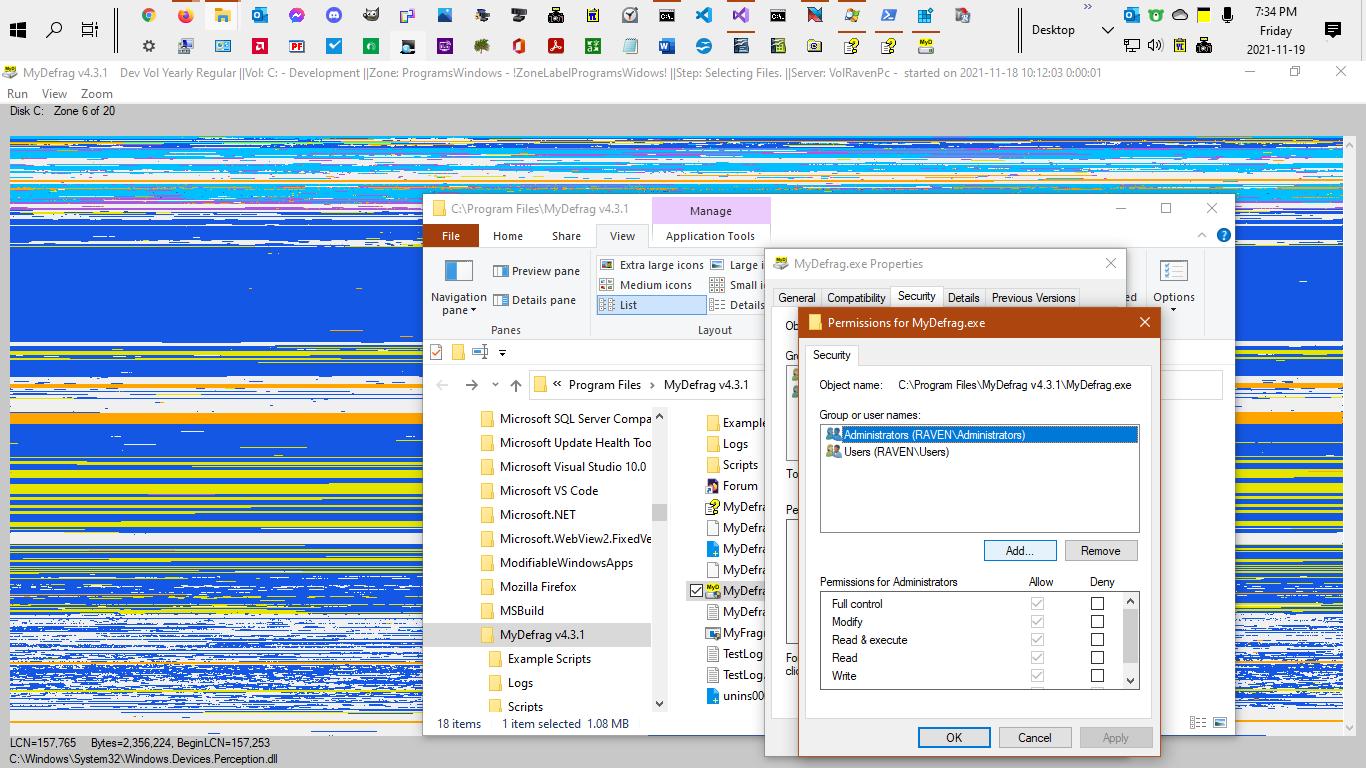 7:34 PM
Desktop
Friday
2021-11-19
MyDefrag v4.3.1 Dev Vol Yearly Regular ||Vol: C: - Development ||Zone: ProgramsWindows - !ZoneLabelProgramsWidows! ||Step: Selecting Files. ||Server: VolRavenPc - started on 2021-11-18 10:12:03 0:00:01
Run View Zoom
Disk C: Zone 6 of 20
C:\Program Files\MyDefrag v4.3.1
Manage
File Home Share View Application Tools
Preview pane
Details pane
Navigation
pane
Panes
Extra large icons Large i
Medium icons Small i
List Details
Layout
ed
Options
Program Files > MyDefrag v4.3.1
Microsoft SQL Server Compa
Microsoft Update Health Too
Microsoft Visual Studio 10.0
Microsoft VS Code
Microsoft.NET
Microsoft.WebView2.FixedVe
ModifiableWindowsApps
Mozilla Firefox
MSBuild
MyDefrag v4.3.1
Example Scripts
Logs
Scripts
Example
Logs
Scripts
Forum
MyDefra
MyDefra
MyDefra
MyDefra
MyDefra
MyDefra
MyFragm
TestLog
TestLog.
unins000
18 items 1 item selected 1.08 MB
MyDefrag.exe Properties
General Compatibility Security Details Previous Versions
Ob
Gr
To
Pe
Fo
clic
Permissions for MyDefrag.exe
Security
Object name: C:\Program Files\MyDefrag v4.3.1\MyDefrag.exe
Group or user names:
Administrators (RAVEN\Administrators)
Users (RAVEN\Users)
Add... Remove
Permissions for Administrators Allow Deny
Full control
Modify
Read & execute
Read
Write
OK Cancel Apply
LCN=157,765 Bytes=2,356,224, BeginLCN=157,253
C:\Windows\System32\Windows.Devices.Perception.dll